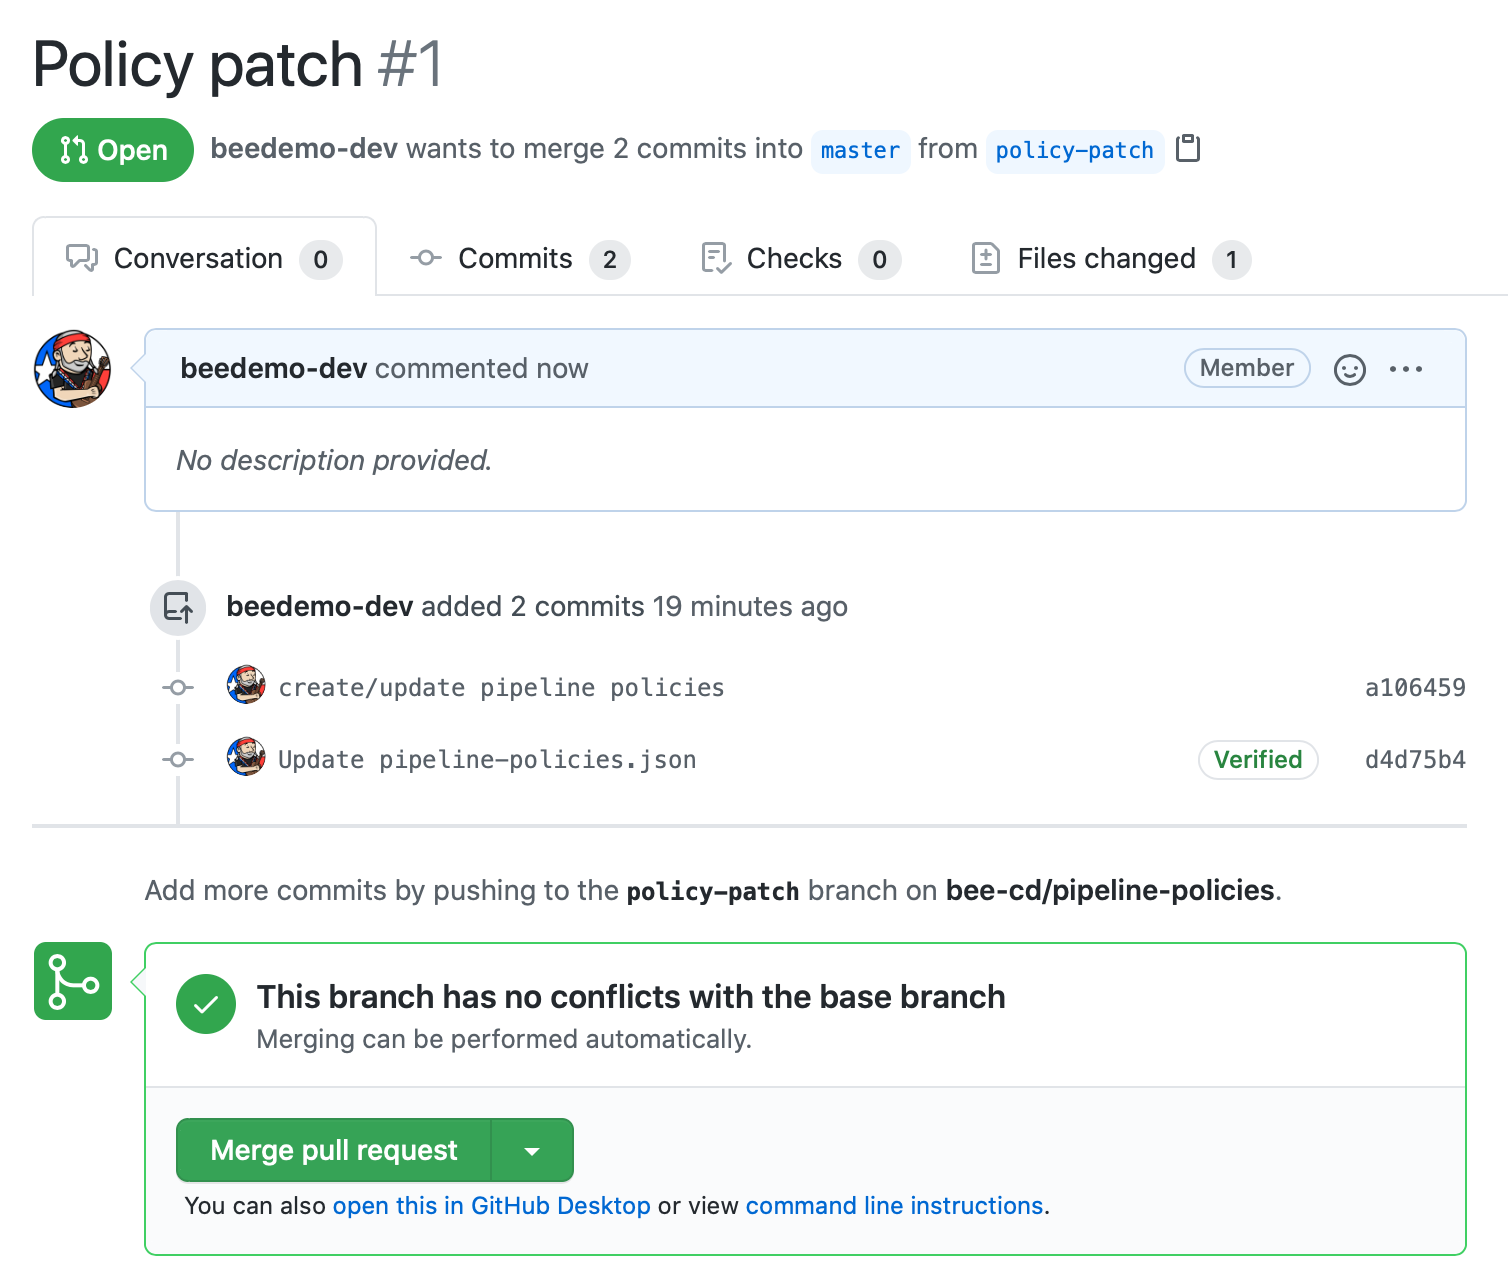 Policy patch #1
Open beedemo-dev wants to merge 2 commits into master from policy-patch
Conversation 0 Commits 2 Checks 0 Files changed 1
beedemo-dev commented now Member
No description provided.
beedemo-dev added 2 commits 19 minutes ago
create/update pipeline policies a106459
Update pipeline-policies.json Verified d4d75b4
Add more commits by pushing to the policy-patch branch on bee-cd/pipeline-policies.
This branch has no conflicts with the base branch
Merging can be performed automatically.
Merge pull request
You can also open this in GitHub Desktop or view command line instructions.